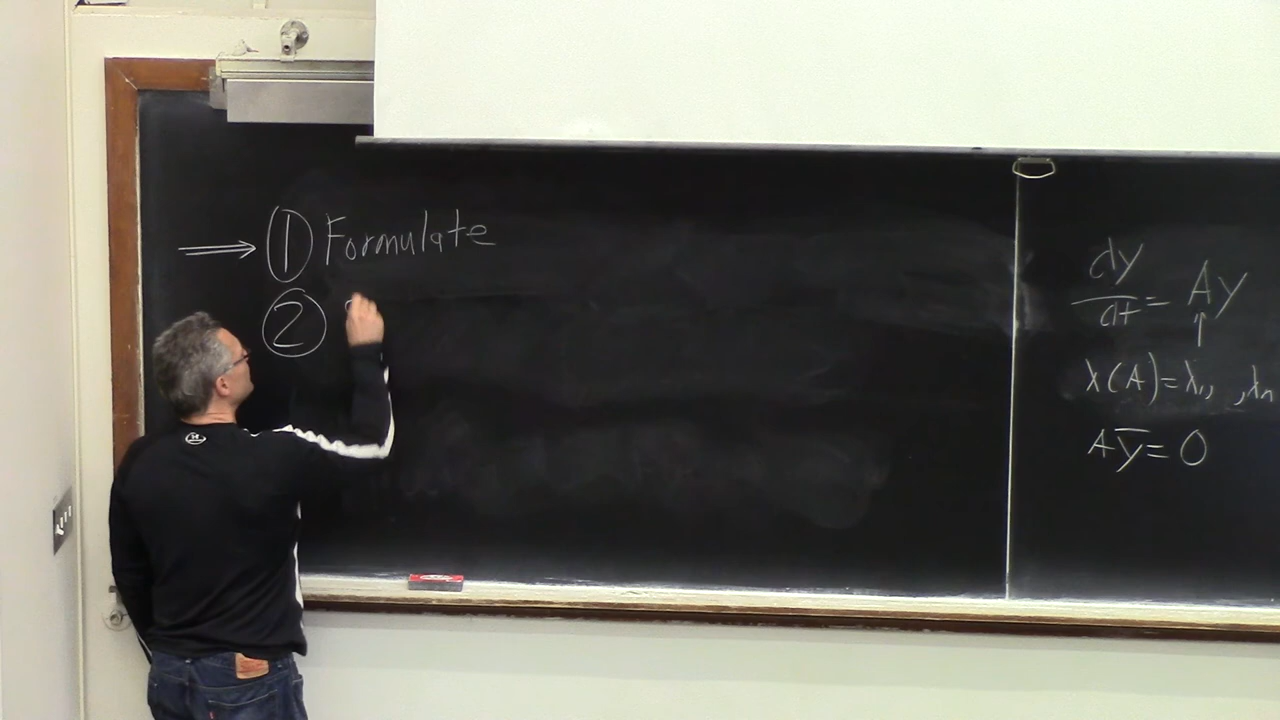 ⇒ ① Formulate
②
dy/dt = Ay
↑
λ(A) = λ₁, , λₙ
Aȳ = 0